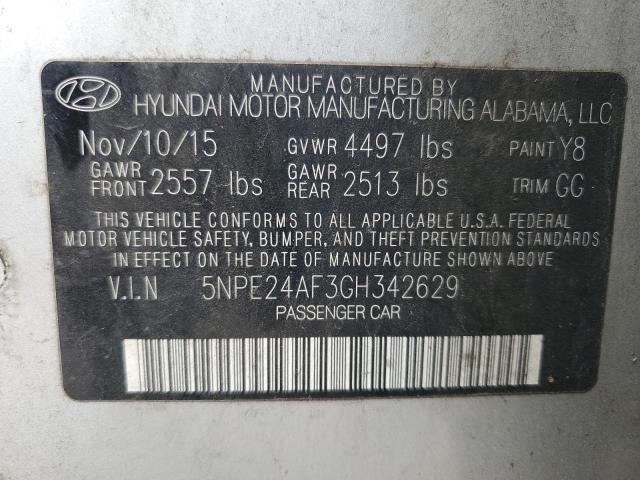 MANUFACTURED BY
HYUNDAI MOTOR MANUFACTURING ALABAMA, LLC
Nov/10/15 GVWR 4497 lbs PAINT Y8
GAWR FRONT 2557 lbs GAWR REAR 2513 lbs TRIM GG
THIS VEHICLE CONFORMS TO ALL APPLICABLE U.S.A. FEDERAL
MOTOR VEHICLE SAFETY, BUMPER, AND THEFT PREVENTION STANDARDS
IN EFFECT ON THE DATE OF MANUFACTURE SHOWN ABOVE.
V.I.N 5NPE24AF3GH342629
PASSENGER CAR